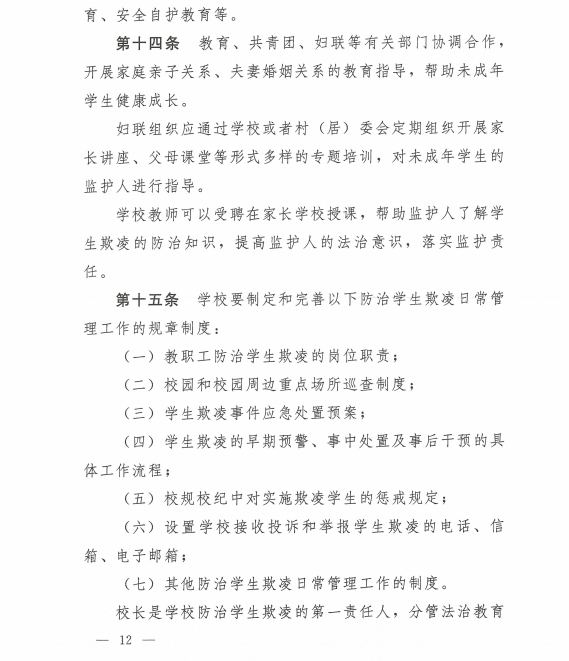 育、安全自护教育等。
第十四条 教育、共青团、妇联等有关部门协调合作，
开展家庭亲子关系、夫妻婚姻关系的教育指导，帮助未成年
学生健康成长。
妇联组织应通过学校或者村（居）委会定期组织开展家
长讲座、父母课堂等形式多样的专题培训，对未成年学生的
监护人进行指导。
学校教师可以受聘在家长学校授课，帮助监护人了解学
生欺凌的防治知识，提高监护人的法治意识，落实监护责
任。
第十五条 学校要制定和完善以下防治学生欺凌日常管
理工作的规章制度：
（一）教职工防治学生欺凌的岗位职责；
（二）校园和校园周边重点场所巡查制度；
（三）学生欺凌事件应急处置预案；
（四）学生欺凌的早期预警、事中处置及事后干预的具
体工作流程；
（五）校规校纪中对实施欺凌学生的惩戒规定；
（六）设置学校接收投诉和举报学生欺凌的电话、信
箱、电子邮箱；
（七）其他防治学生欺凌日常管理工作的制度。
校长是学校防治学生欺凌的第一责任人，分管法治教育
— 12 —